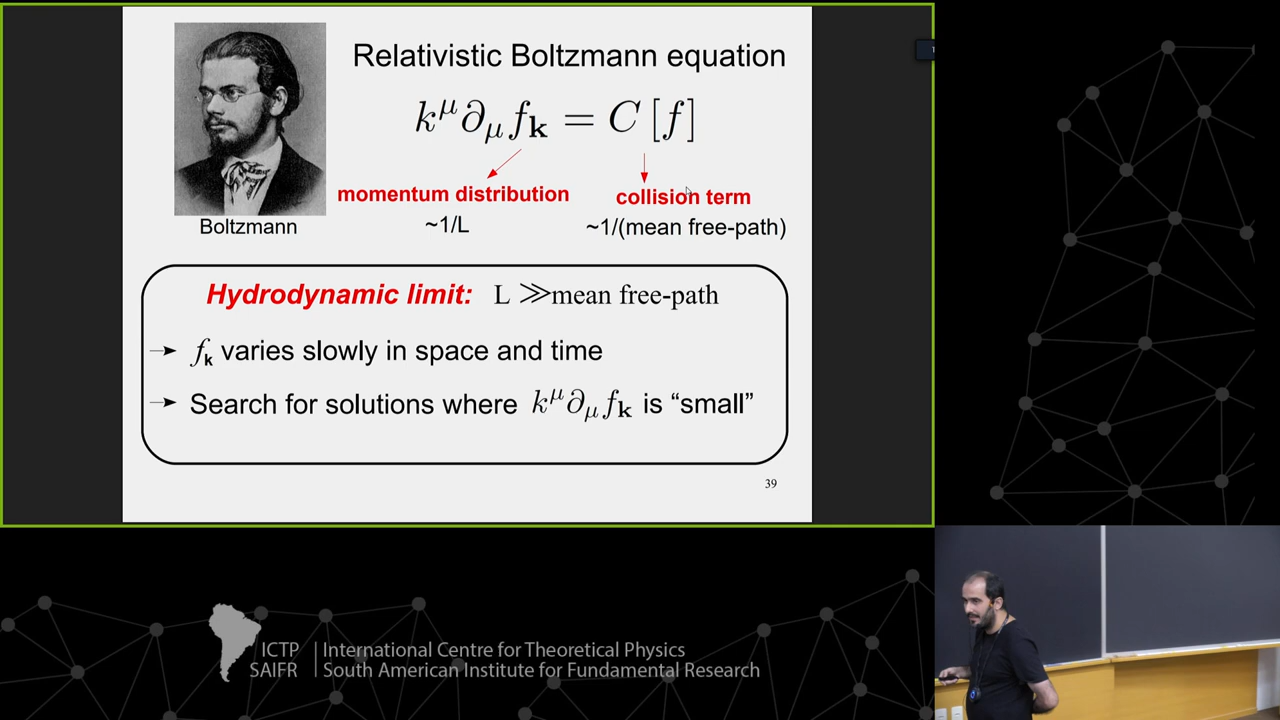 Relativistic Boltzmann equation
k^μ ∂_μ f_𝐤 = C [f]
momentum distribution
collision term
~1/L
~1/(mean free-path)
Boltzmann
Hydrodynamic limit: L ≫mean free-path
f_𝐤 varies slowly in space and time
Search for solutions where k^μ ∂_μ f_𝐤 is “small”
39
ICTP
SAIFR
International Centre for Theoretical Physics
South American Institute for Fundamental Research